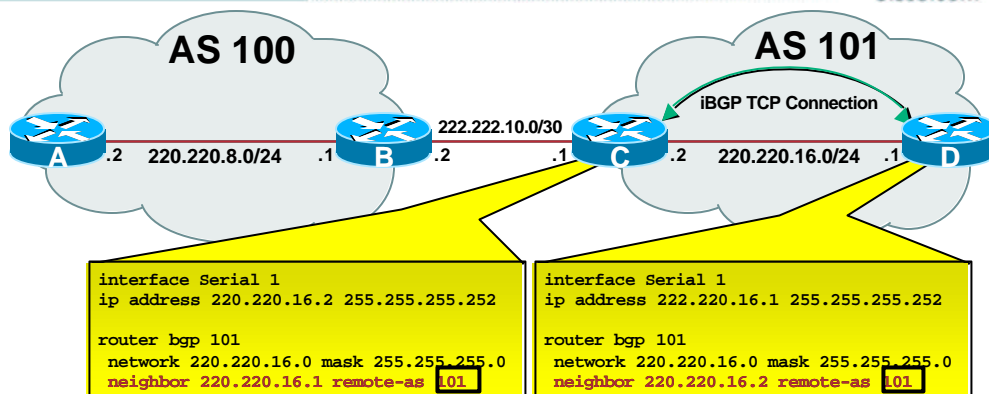 AS 100
AS 101
iBGP TCP Connection
222.222.10.0/30
A .2 220.220.8.0/24 .1 B .2 .1 C .2 220.220.16.0/24 .1 D
interface Serial 1
ip address 220.220.16.2 255.255.255.252
router bgp 101
network 220.220.16.0 mask 255.255.255.0
neighbor 220.220.16.1 remote-as 101
interface Serial 1
ip address 222.220.16.1 255.255.255.252
router bgp 101
network 220.220.16.0 mask 255.255.255.0
neighbor 220.220.16.2 remote-as 101